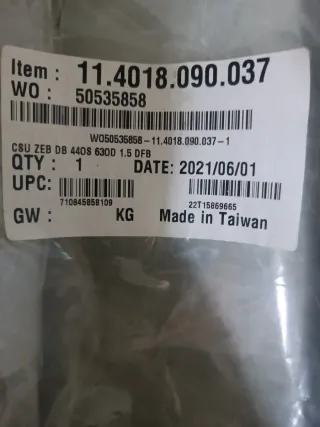 Item : 11.4018.090.037
WO : 50535858
WO50535858-11.4018.090.037-1
CSU ZEB DB 440S 630D 1.5 DFB
QTY : 1 DATE: 2021/06/01
UPC:
710845858109 22T15869665
GW : KG Made in Taiwan